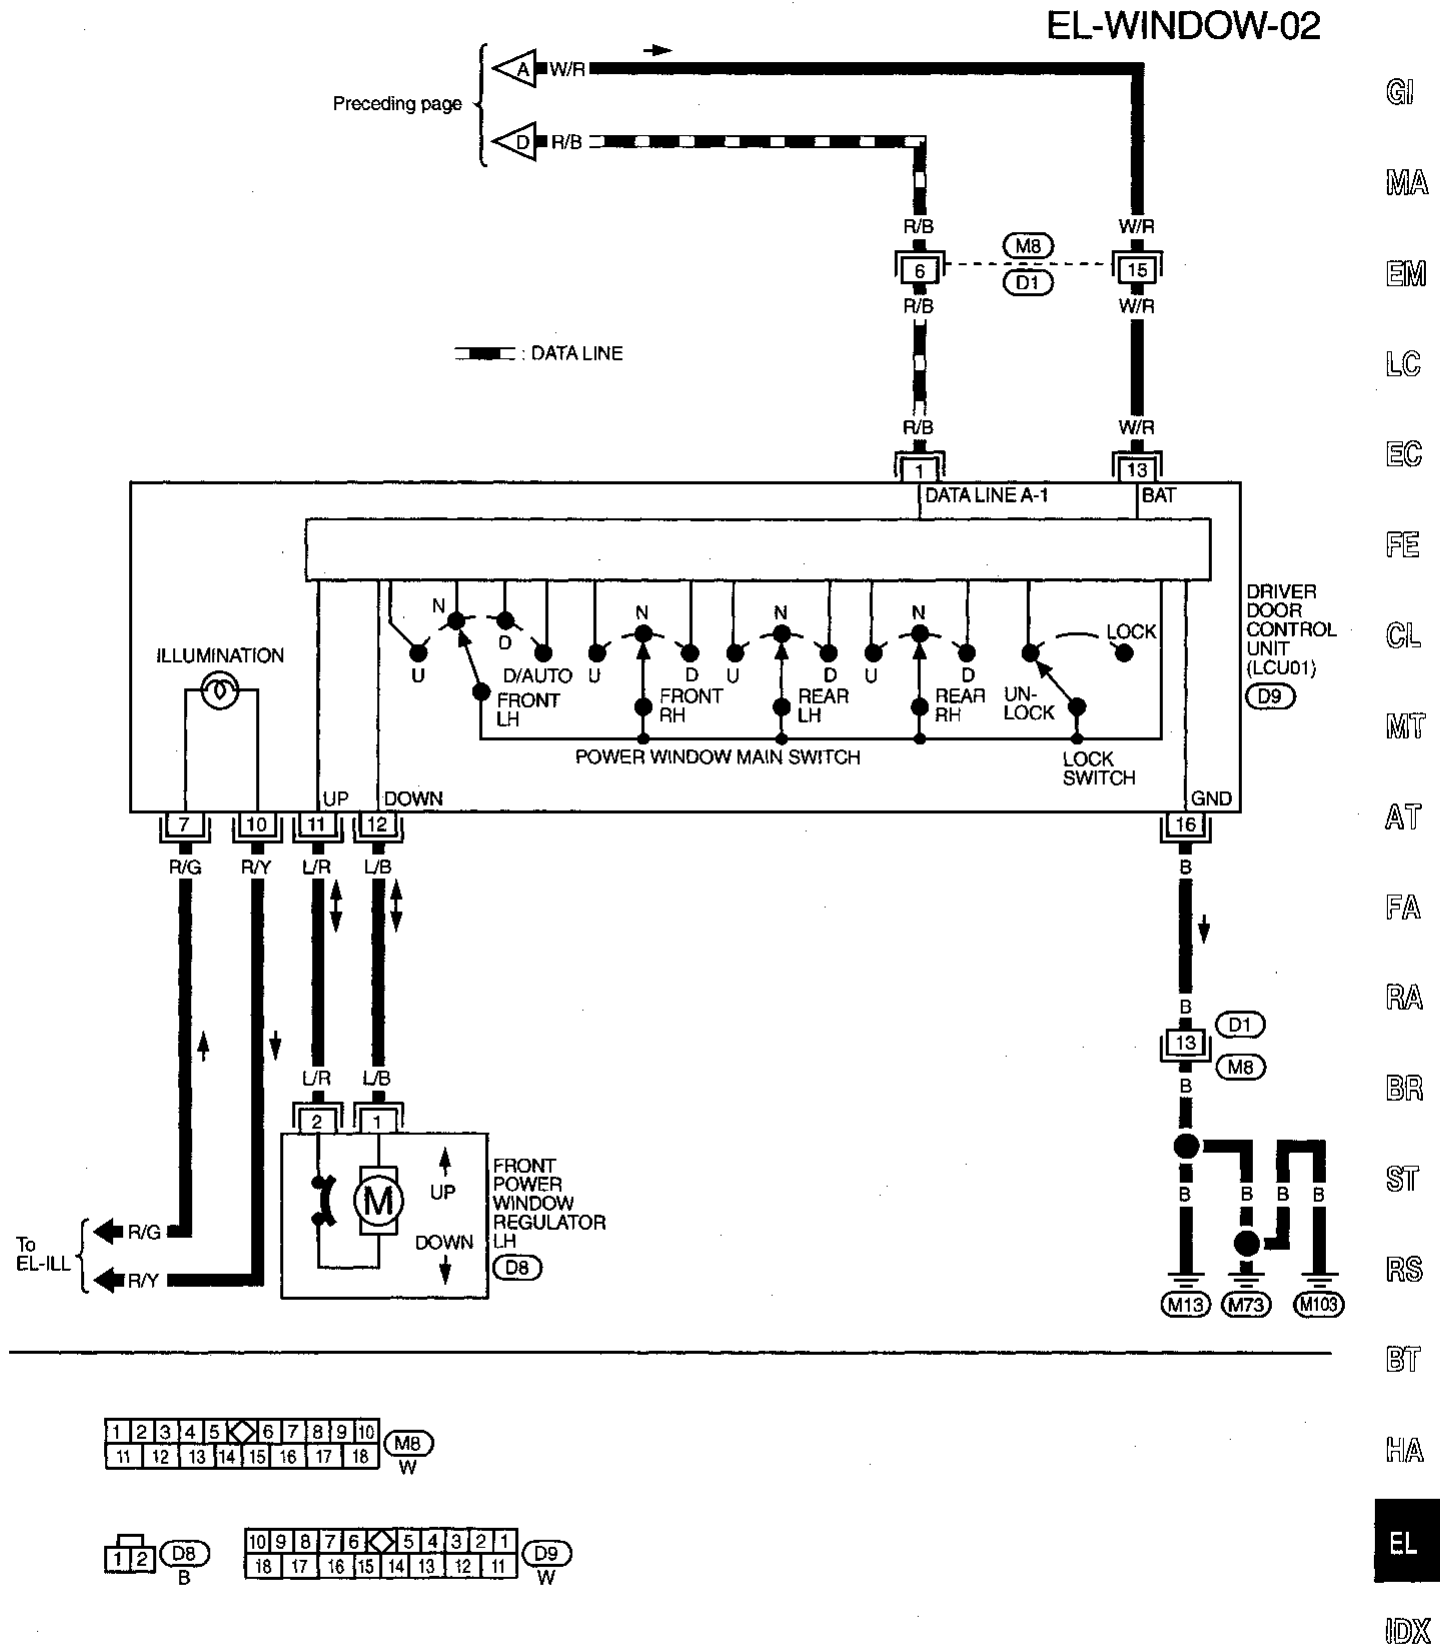 EL-WINDOW-02
Preceding page
A W/R
D R/B
R/B W/R
6 M8 D1 15
R/B W/R
: DATA LINE
R/B W/R
1 13
DATA LINE A-1 BAT
N D U D/AUTO
FRONT
LH
N U D
FRONT
RH
N U D
REAR
LH
N U D
REAR
RH
UN-
LOCK
LOCK
LOCK
SWITCH
POWER WINDOW MAIN SWITCH
ILLUMINATION
DRIVER
DOOR
CONTROL
UNIT
(LCU01)
D9
UP DOWN GND
7 10 11 12 16
R/G R/Y L/R L/B B
L/R L/B
2 1
M
UP
DOWN
FRONT
POWER
WINDOW
REGULATOR
LH
D8
B
13 D1
M8
B
B B B B
M13 M73 M103
To
EL-ILL
R/G
R/Y
1 2 3 4 5 6 7 8 9 10
11 12 13 14 15 16 17 18
M8
W
1 2
D8
B
10 9 8 7 6 5 4 3 2 1
18 17 16 15 14 13 12 11
D9
W
GI
MA
EM
LC
EC
FE
CL
MT
AT
FA
RA
BR
ST
RS
BT
HA
EL
IDX